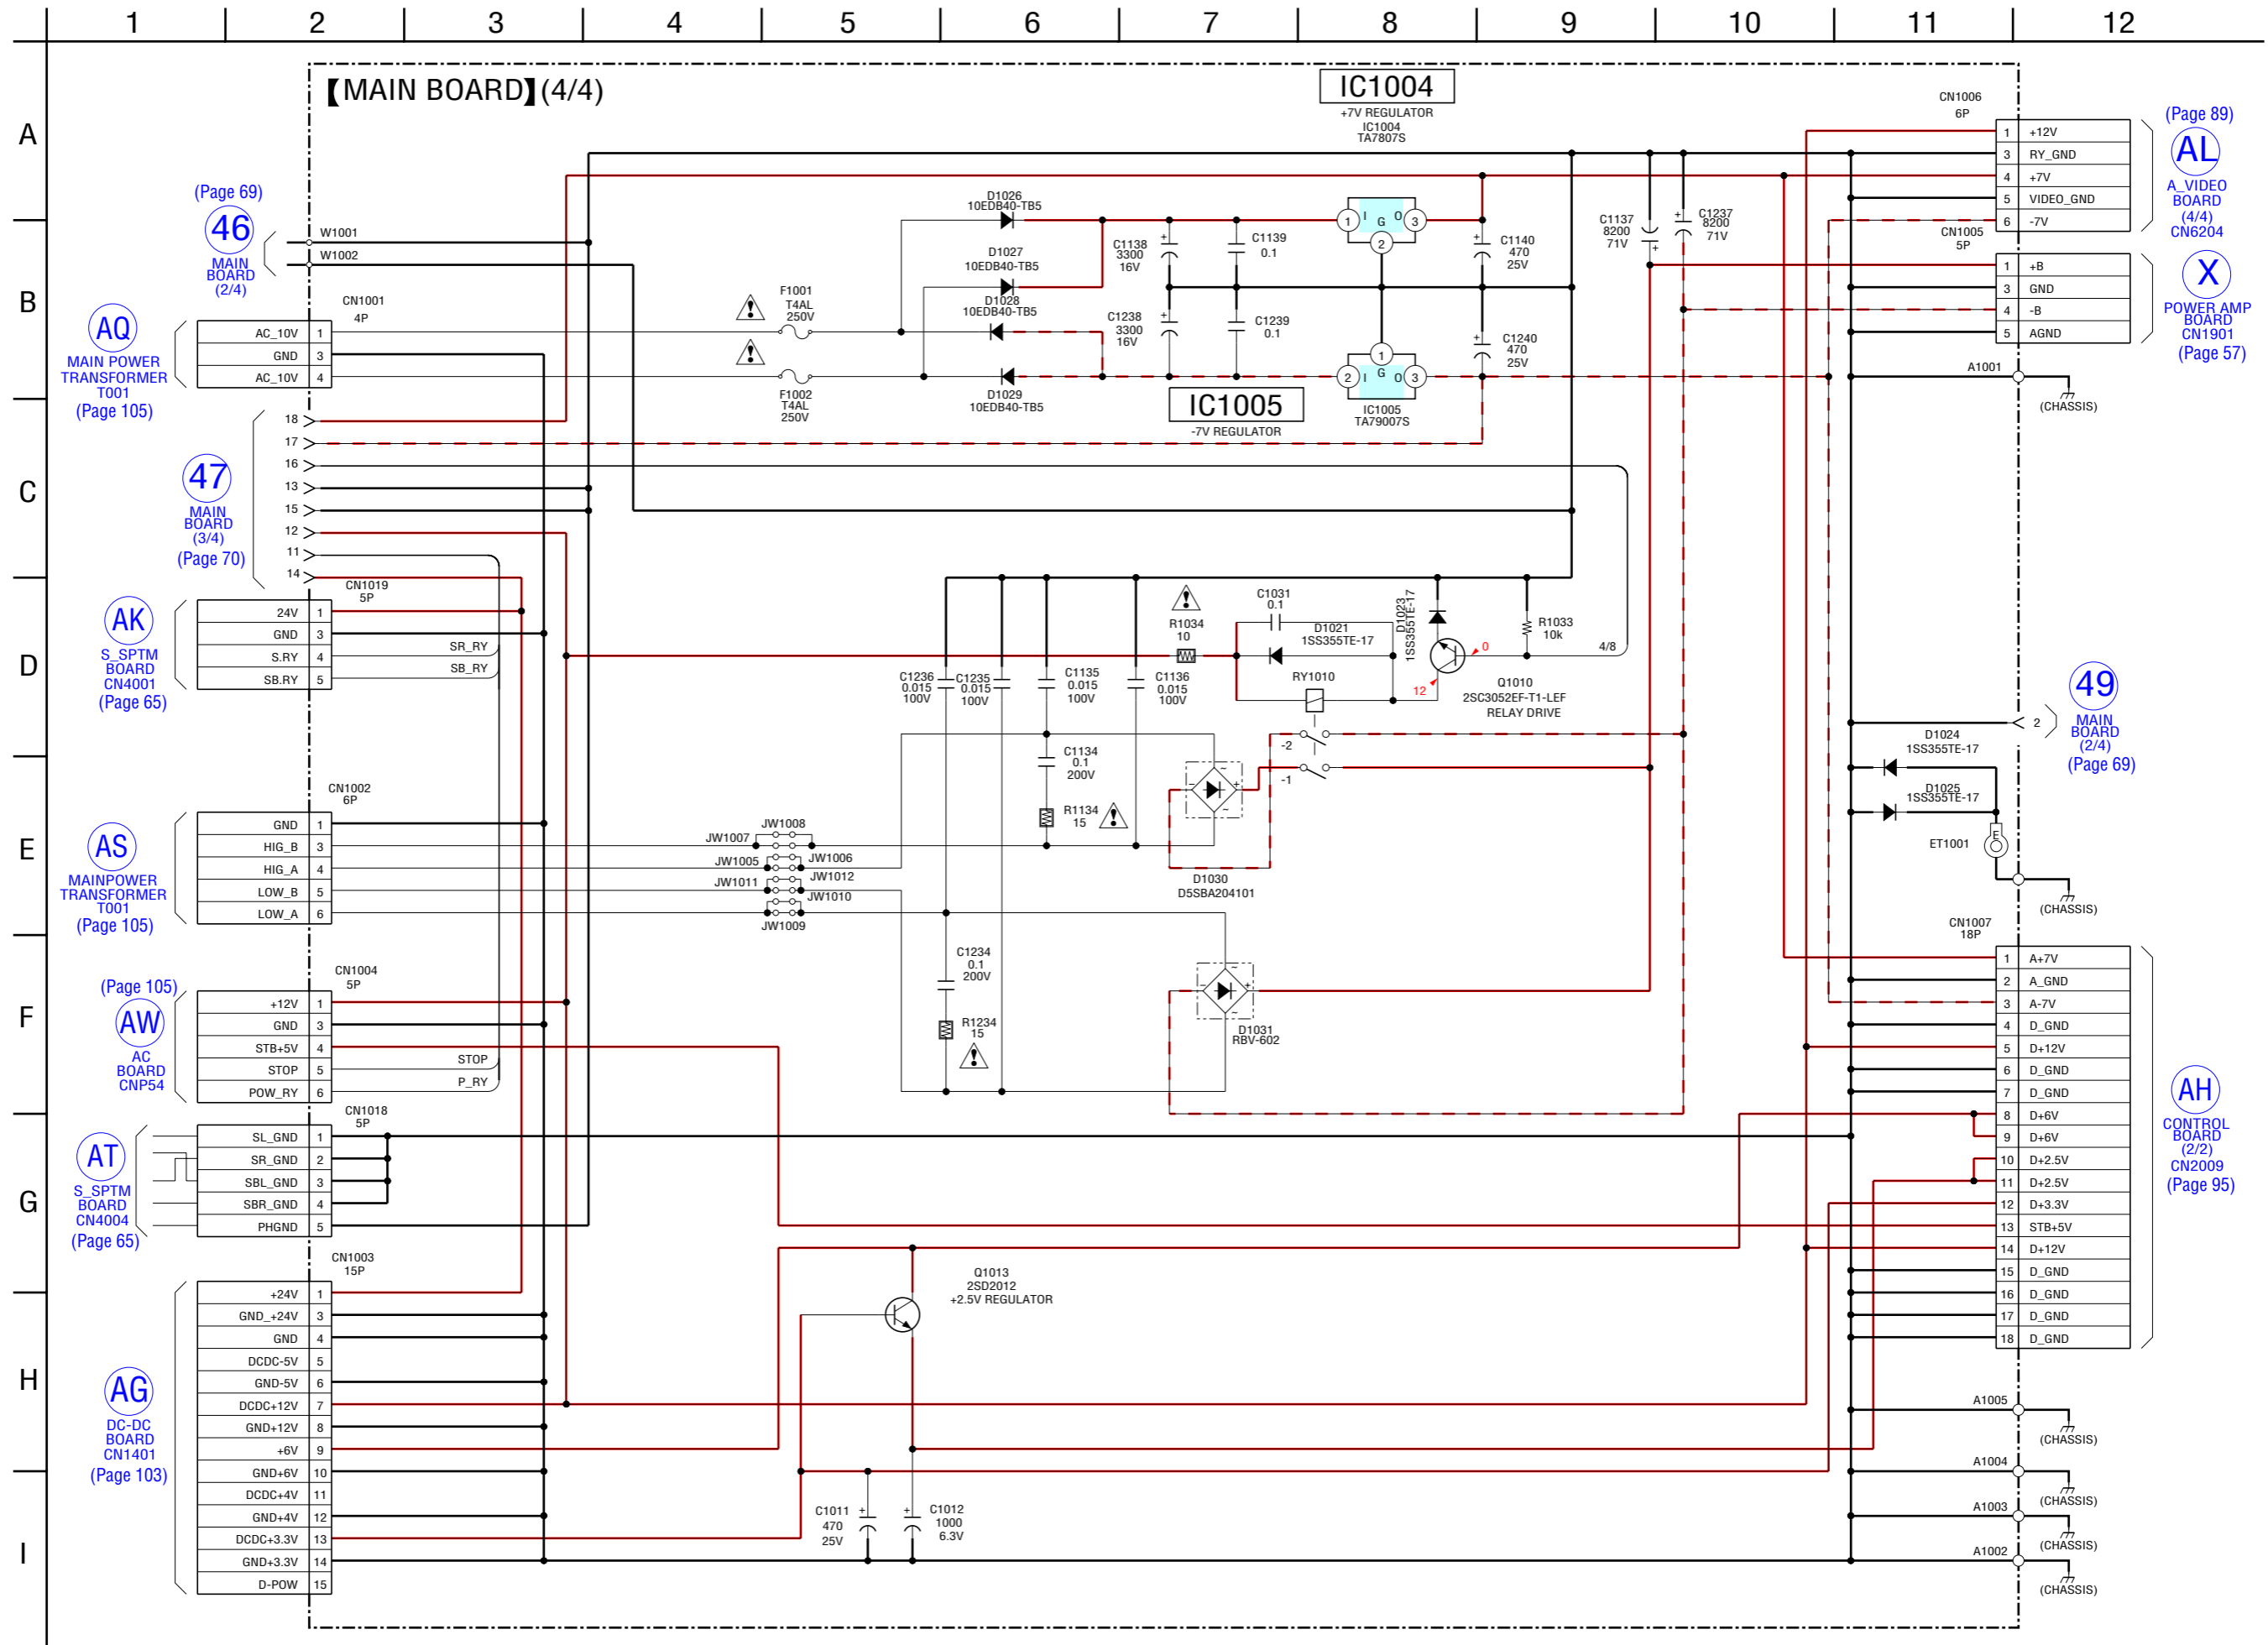 1 2 3 4 5 6 7 8 9 10 11 12
A
B
C
D
E
F
G
H
I
【MAIN BOARD】(4/4)
IC1004
+7V REGULATOR
IC1004
TA7807S
(Page 69)
46
MAIN
BOARD
(2/4)
W1001
W1002
AQ
MAIN POWER
TRANSFORMER
T001
(Page 105)
CN1001
4P
AC_10V 1
GND 3
AC_10V 4
47
MAIN
BOARD
(3/4)
(Page 70)
18
17
16
13
15
12
11
14
AK
S_SPTM
BOARD
CN4001
(Page 65)
CN1019
5P
24V 1
GND 3
S.RY 4
SB.RY 5
SR_RY
SB_RY
AS
MAINPOWER
TRANSFORMER
T001
(Page 105)
CN1002
6P
GND 1
HIG_B 3
HIG_A 4
LOW_B 5
LOW_A 6
(Page 105)
AW
AC
BOARD
CNP54
CN1004
5P
+12V 1
GND 3
STB+5V 4
STOP 5
POW_RY 6
STOP
P_RY
AT
S_SPTM
BOARD
CN4004
(Page 65)
CN1018
5P
SL_GND 1
SR_GND 2
SBL_GND 3
SBR_GND 4
PHGND 5
AG
DC-DC
BOARD
CN1401
(Page 103)
CN1003
15P
+24V 1
GND_+24V 3
GND 4
DCDC-5V 5
GND-5V 6
DCDC+12V 7
GND+12V 8
+6V 9
GND+6V 10
DCDC+4V 11
GND+4V 12
DCDC+3.3V 13
GND+3.3V 14
D-POW 15
F1001
T4AL
250V
F1002
T4AL
250V
D1026
10EDB40-TB5
D1027
10EDB40-TB5
D1028
10EDB40-TB5
D1029
10EDB40-TB5
C1138
3300
16V
C1139
0.1
C1238
3300
16V
C1239
0.1
1 I G O 3
2
1
2 I G O 3
C1140
470
25V
C1240
470
25V
IC1005
-7V REGULATOR
IC1005
TA79007S
C1137
8200
71V
C1237
8200
71V
C1236
0.015
100V
C1235
0.015
100V
C1135
0.015
100V
C1136
0.015
100V
R1034
10
C1031
0.1
D1021
1SS355TE-17
D1023
1SS355TE-17
R1033
10k
4/8
0
12
RY1010
Q1010
2SC3052EF-T1-LEF
RELAY DRIVE
-2
-1
C1134
0.1
200V
R1134
15
D1030
D5SBA204101
JW1008
JW1007
JW1005
JW1006
JW1011
JW1012
JW1010
JW1009
C1234
0.1
200V
R1234
15
D1031
RBV-602
Q1013
2SD2012
+2.5V REGULATOR
C1011
470
25V
C1012
1000
6.3V
CN1006
6P
1 +12V
3 RY_GND
4 +7V
5 VIDEO_GND
6 -7V
(Page 89)
AL
A_VIDEO
BOARD
(4/4)
CN6204
CN1005
5P
1 +B
3 GND
4 -B
5 AGND
X
POWER AMP
BOARD
CN1901
(Page 57)
A1001
(CHASSIS)
2
49
MAIN
BOARD
(2/4)
(Page 69)
D1024
1SS355TE-17
D1025
1SS355TE-17
E
ET1001
(CHASSIS)
CN1007
18P
1 A+7V
2 A_GND
3 A-7V
4 D_GND
5 D+12V
6 D_GND
7 D_GND
8 D+6V
9 D+6V
10 D+2.5V
11 D+2.5V
12 D+3.3V
13 STB+5V
14 D+12V
15 D_GND
16 D_GND
17 D_GND
18 D_GND
AH
CONTROL
BOARD
(2/2)
CN2009
(Page 95)
A1005
(CHASSIS)
A1004
(CHASSIS)
A1003
(CHASSIS)
A1002
(CHASSIS)